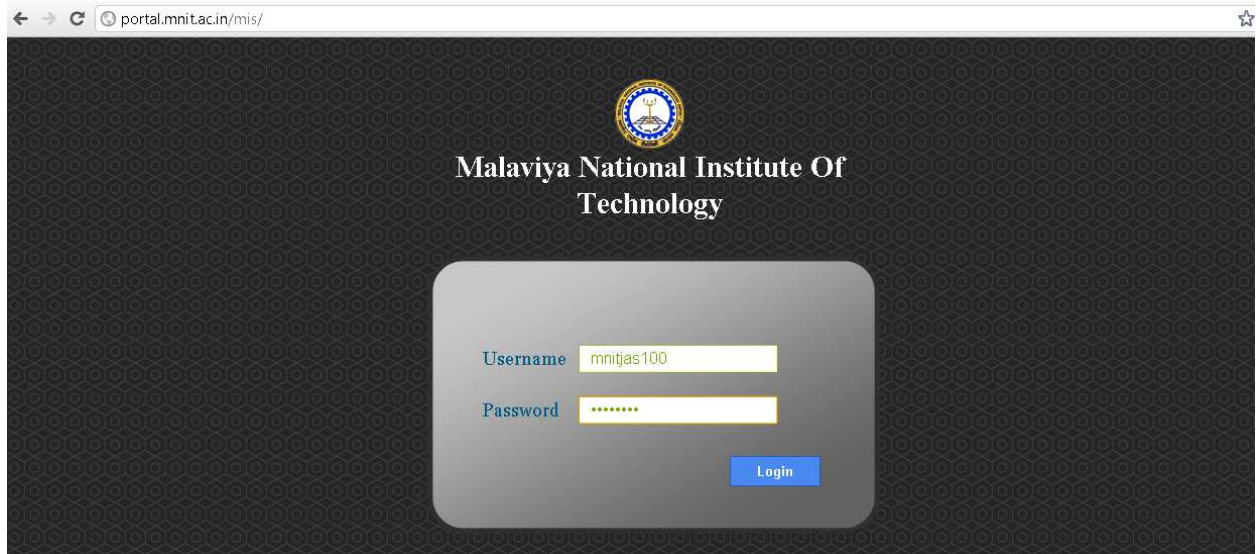 portal.mnit.ac.in/mis/
Malaviya National Institute Of
Technology
Username mnitjas100
Password ••••••••
Login